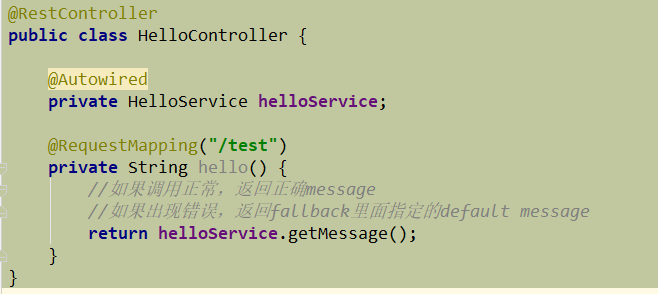 @RestController
public class HelloController {
@Autowired
private HelloService helloService;
@RequestMapping("/test")
private String hello() {
//如果调用正常，返回正确message
//如果出现错误，返回fallback里面指定的default message
return helloService.getMessage();
}
}